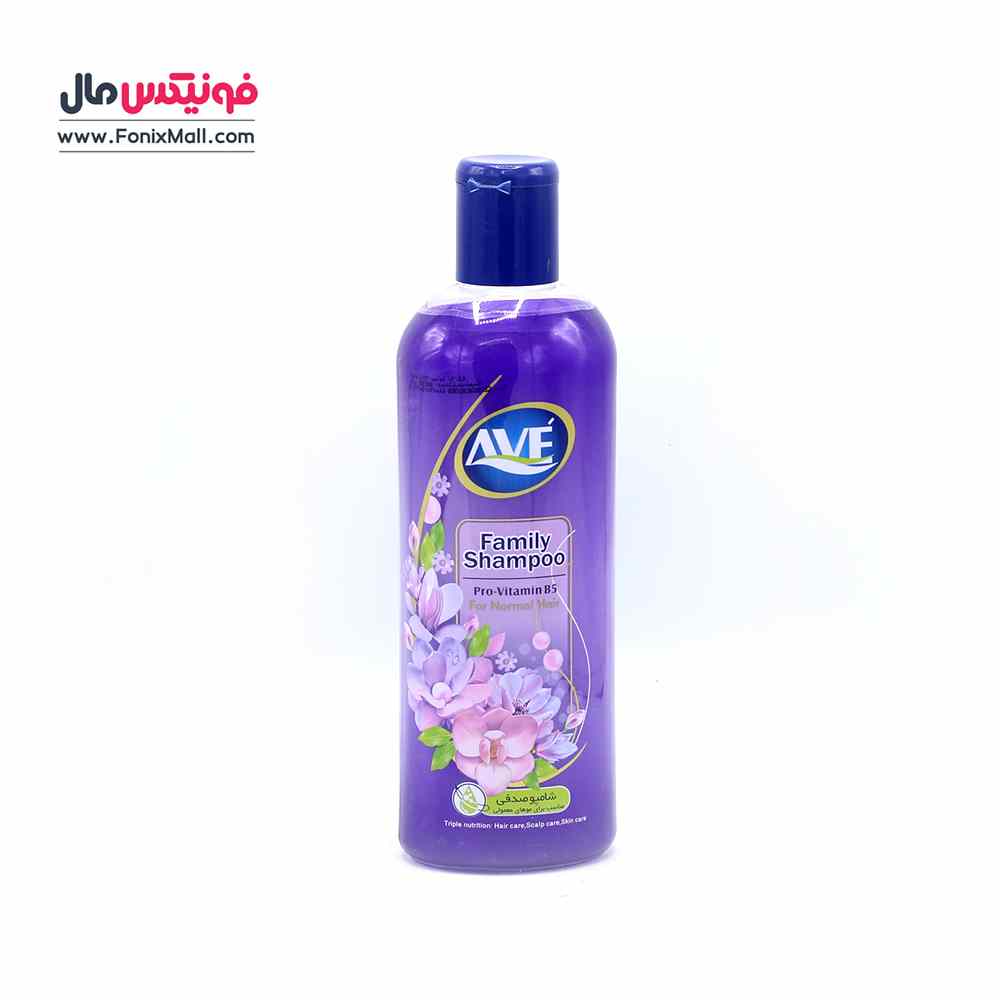 فونیکس مال
www.FonixMall.com
AVÉ
Family
Shampoo
Pro-Vitamin B5
For Normal Hair
شامپو صدفی
مناسب برای موهای معمولی
Triple nutrition: Hair care,Scalp care,Skin care